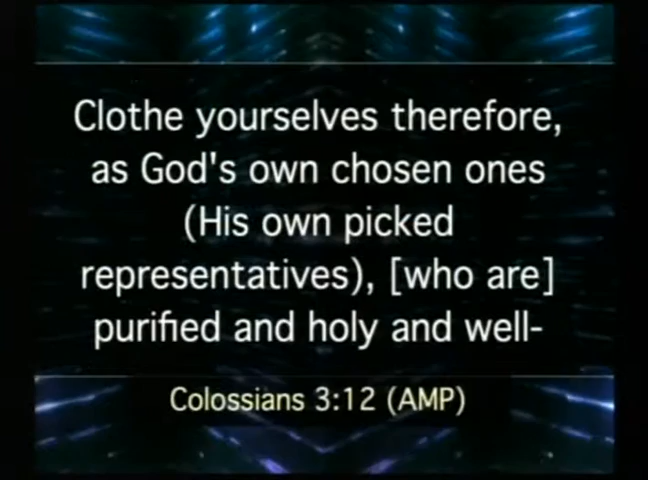 Clothe yourselves therefore,
as God's own chosen ones
(His own picked
representatives), [who are]
purified and holy and well-
Colossians 3:12 (AMP)